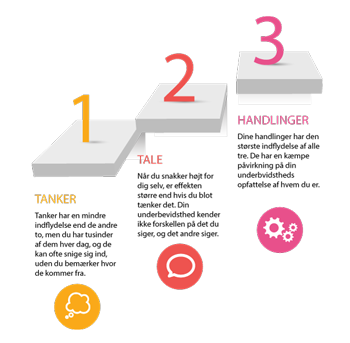 1
2
3
TANKER
Tanker har en mindre
indflydelse end de andre
to, men du har tusinder
af dem hver dag, og de
kan ofte snige sig ind,
uden du bemærker hvor
de kommer fra.
TALE
Når du snakker højt for
dig selv, er effekten
større end hvis du blot
tænker det. Din
underbevidsthed kender
ikke forskellen på det du
siger, og det andre siger.
HANDLINGER
Dine handlinger har den
største indflydelse af alle
tre. De har en kæmpe
påvirkning på din
underbvidstheds
opfattelse af hvem du er.